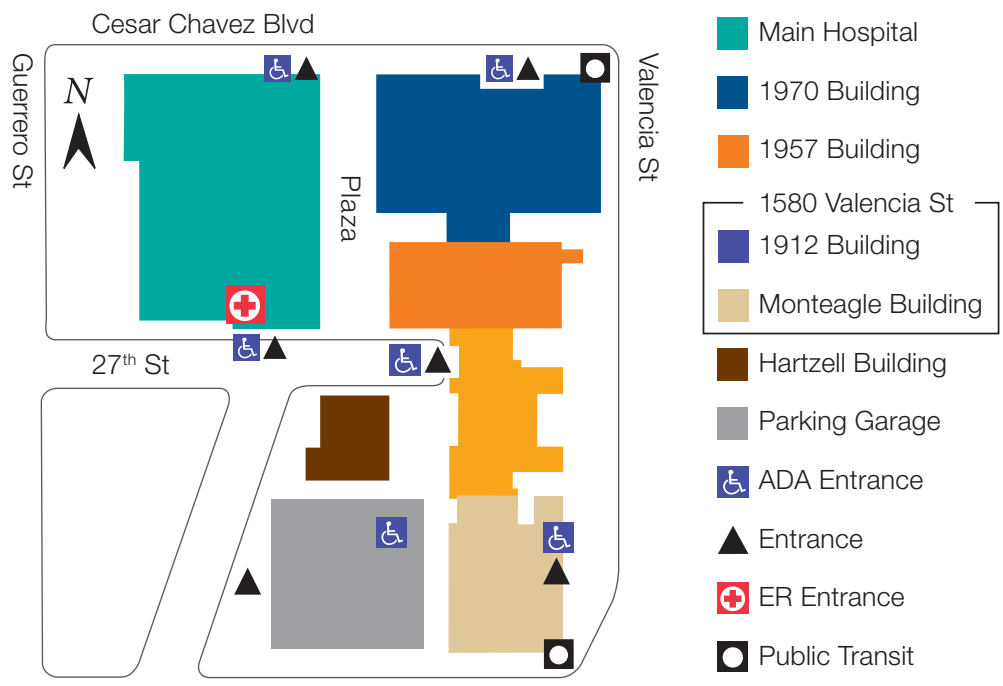 Cesar Chavez Blvd
Guerrero St
N
Plaza
Valencia St
27th St
Main Hospital
1970 Building
1957 Building
1580 Valencia St
1912 Building
Monteagle Building
Hartzell Building
Parking Garage
ADA Entrance
Entrance
ER Entrance
Public Transit